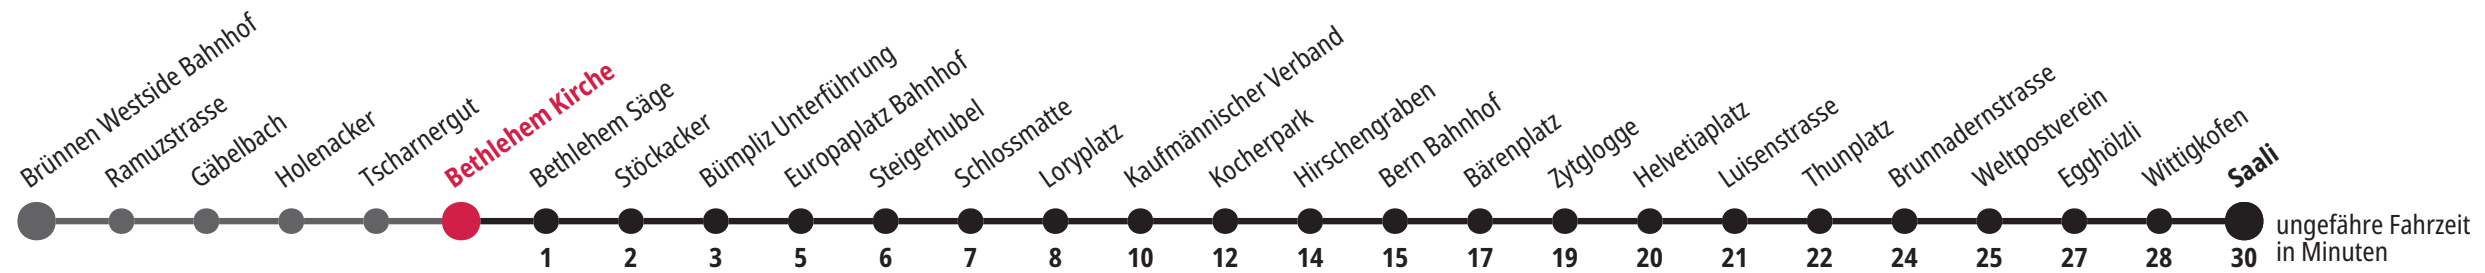 Brünnen Westside Bahnhof
Ramuzstrasse
Gäbelbach
Holenacker
Tscharnergut
Bethlehem Kirche
Bethlehem Säge
Stöckacker
Bümpliz Unterführung
Europaplatz Bahnhof
Steigerhubel
Schlossmatte
Loryplatz
Kaufmännischer Verband
Kocherpark
Hirschengraben
Bern Bahnhof
Bärenplatz
Zytglogge
Helvetiaplatz
Luisenstrasse
Thunplatz
Brunnadernstrasse
Weltpostverein
Egghölzli
Wittigkofen
Saali
1 2 3 5 6 7 8 10 12 14 15 17 19 20 21 22 24 25 27 28 30
ungefähre Fahrzeit
in Minuten